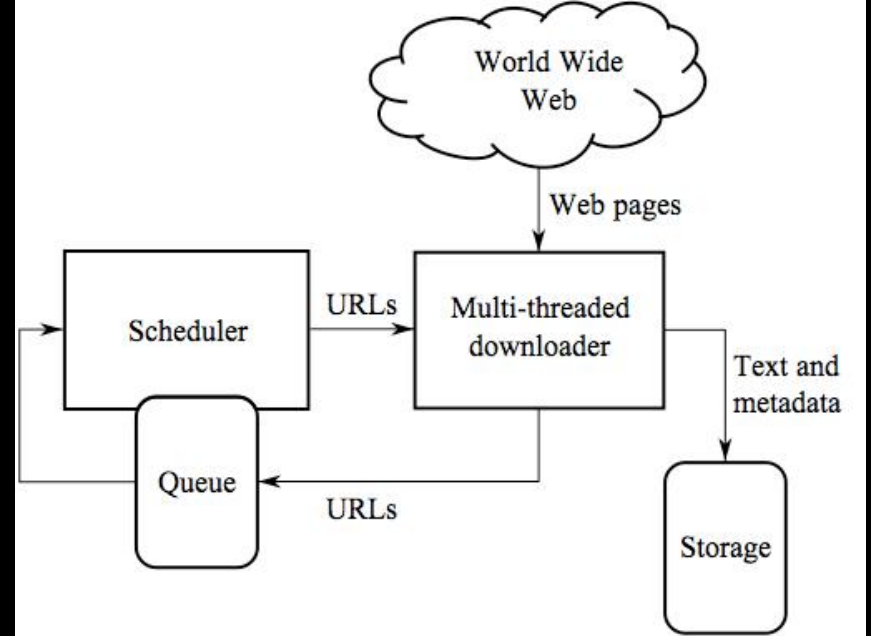 World Wide
Web
Web pages
Scheduler
URLs
Multi-threaded
downloader
Text and
metadata
Queue
URLs
Storage